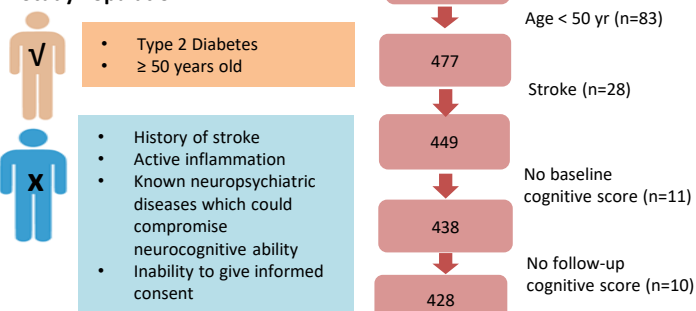 √
• Type 2 Diabetes
• ≥ 50 years old
x
• History of stroke
• Active inflammation
• Known neuropsychiatric
diseases which could
compromise
neurocognitive ability
• Inability to give informed
consent
Age < 50 yr (n=83)
477
Stroke (n=28)
449
No baseline
cognitive score (n=11)
438
No follow-up
cognitive score (n=10)
428